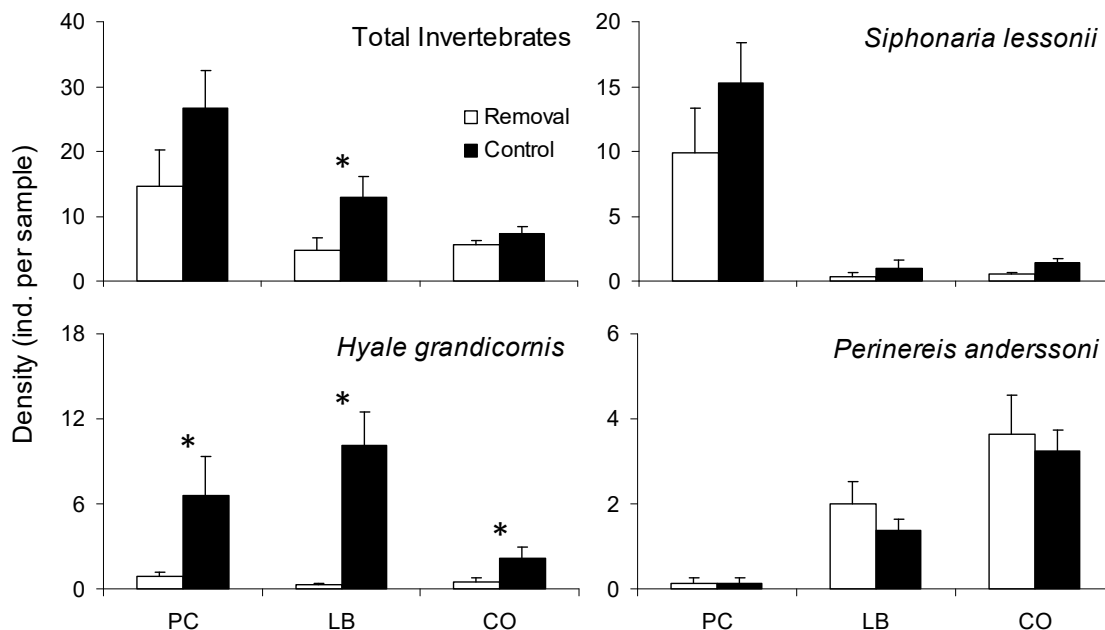 Density (ind. per sample)
40
30
20
10
0
Total Invertebrates
Removal
Control
*
20
15
10
5
0
Siphonaria lessonii
18
12
6
0
Hyale grandicornis
*
*
*
PC LB CO
6
4
2
0
Perinereis anderssoni
PC LB CO